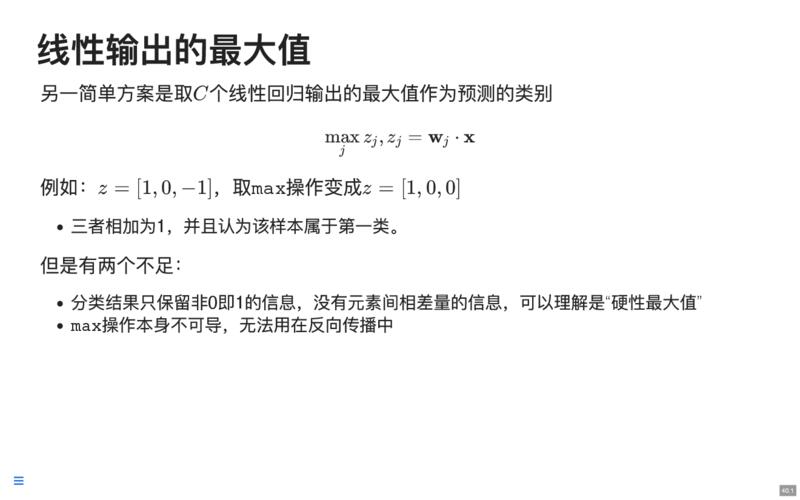 线性输出的最大值
另一简单方案是取C个线性回归输出的最大值作为预测的类别
max_j z_j, z_j = w_j · x
例如：z = [1, 0, −1]，取max操作变成z = [1, 0, 0]
• 三者相加为1，并且认为该样本属于第一类。
但是有两个不足：
• 分类结果只保留非0即1的信息，没有元素间相差量的信息，可以理解是“硬性最大值”
• max操作本身不可导，无法用在反向传播中
40.1